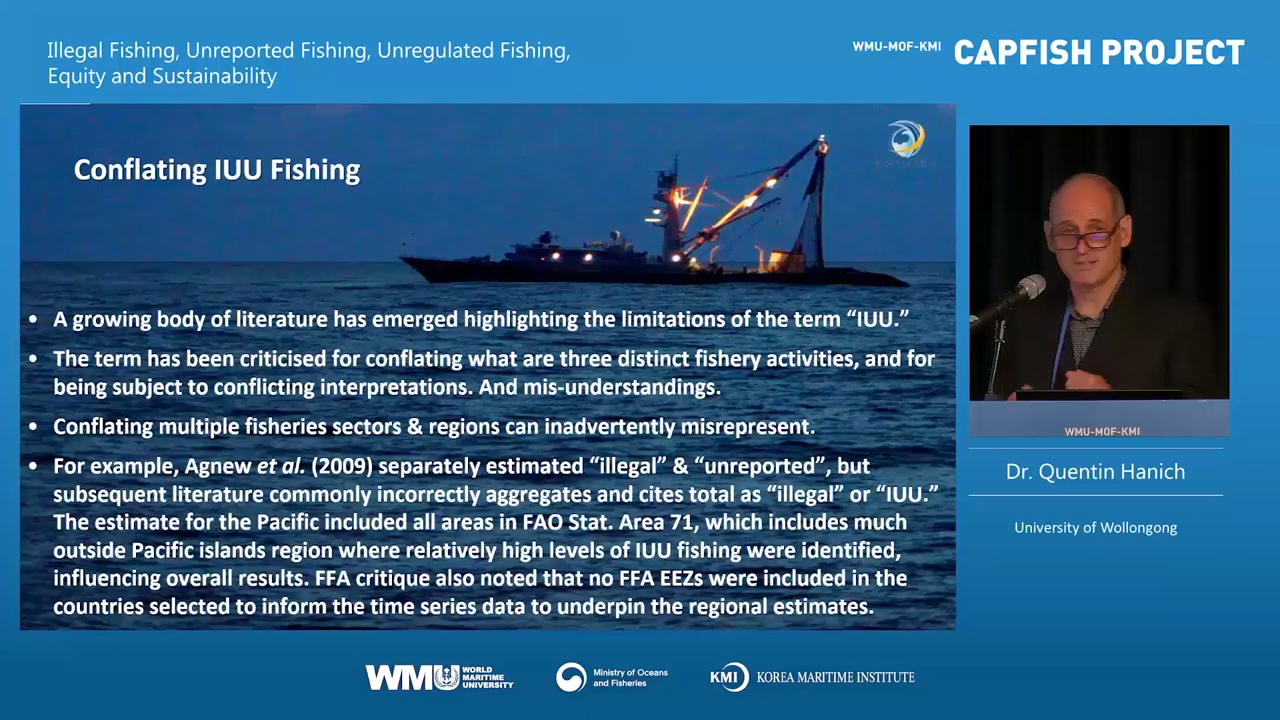 Illegal Fishing, Unreported Fishing, Unregulated Fishing,
Equity and Sustainability
WMU-MOF-KMI CAPFISH PROJECT
Conflating IUU Fishing
• A growing body of literature has emerged highlighting the limitations of the term “IUU.”
• The term has been criticised for conflating what are three distinct fishery activities, and for
being subject to conflicting interpretations. And mis-understandings.
• Conflating multiple fisheries sectors & regions can inadvertently misrepresent.
• For example, Agnew et al. (2009) separately estimated “illegal” & “unreported”, but
subsequent literature commonly incorrectly aggregates and cites total as “illegal” or “IUU.”
The estimate for the Pacific included all areas in FAO Stat. Area 71, which includes much
outside Pacific islands region where relatively high levels of IUU fishing were identified,
influencing overall results. FFA critique also noted that no FFA EEZs were included in the
countries selected to inform the time series data to underpin the regional estimates.
WMU-MOF-KMI
Dr. Quentin Hanich
University of Wollongong
WMU WORLD
MARITIME
UNIVERSITY
Ministry of Oceans
and Fisheries
KMI KOREA MARITIME INSTITUTE